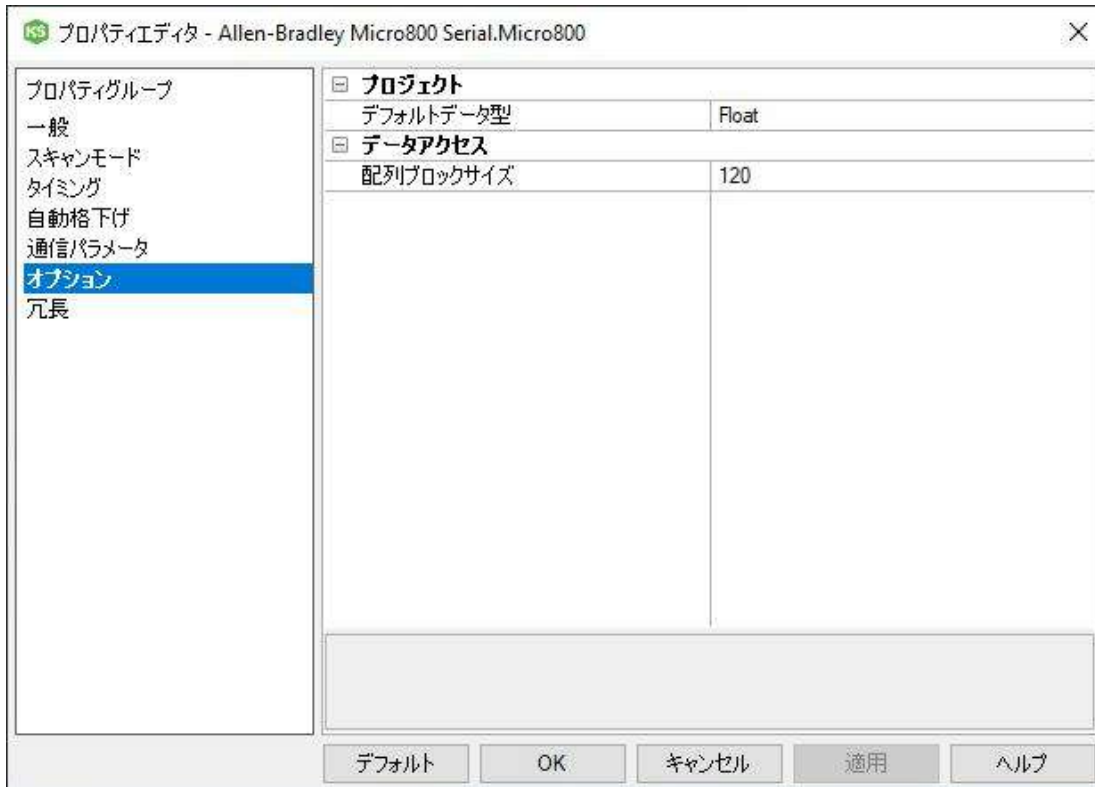 KS プロパティエディタ - Allen-Bradley Micro800 Serial.Micro800
プロパティグループ
一般
スキャンモード
タイミング
自動格下げ
通信パラメータ
オプション
冗長
プロジェクト
デフォルトデータ型 Float
データアクセス
配列ブロックサイズ 120
デフォルト OK キャンセル 適用 ヘルプ